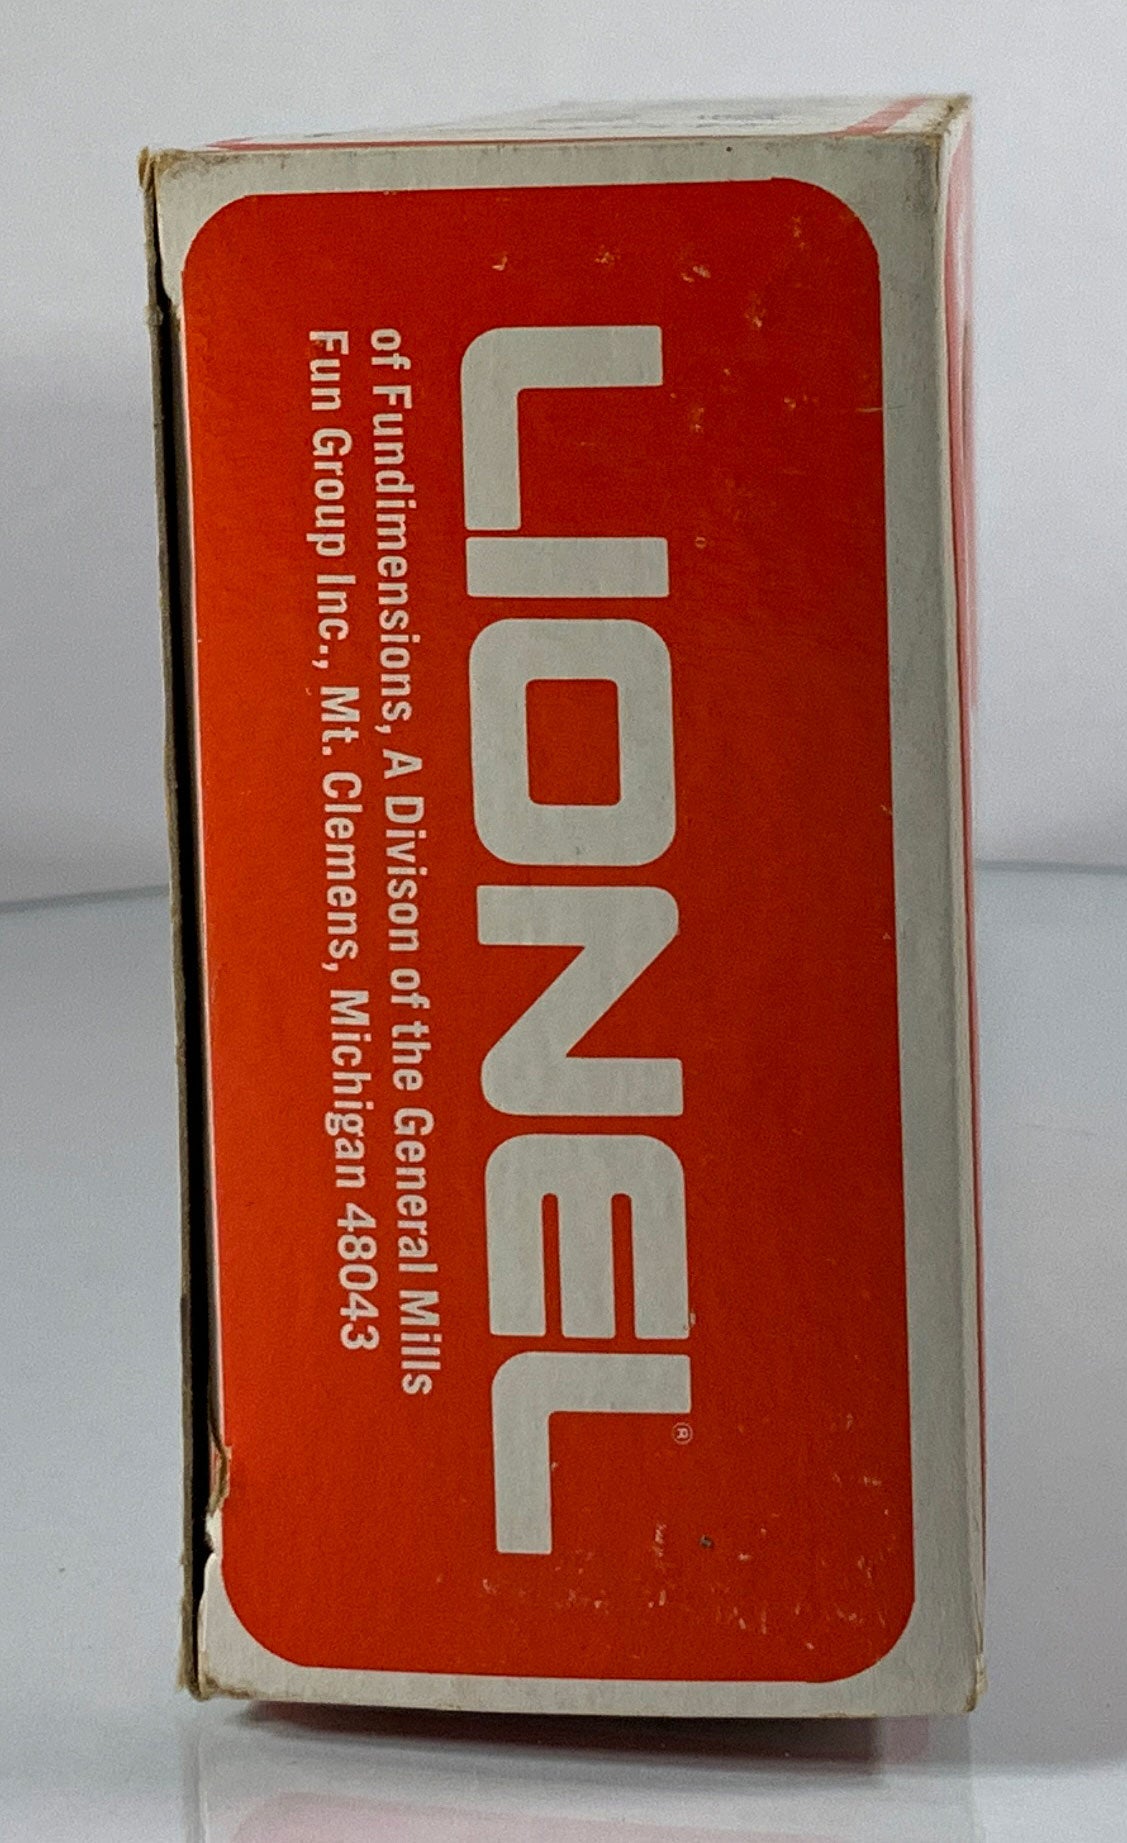 LIONEL®
of Fundimensions, A Divison of the General Mills
Fun Group Inc., Mt. Clemens, Michigan 48043